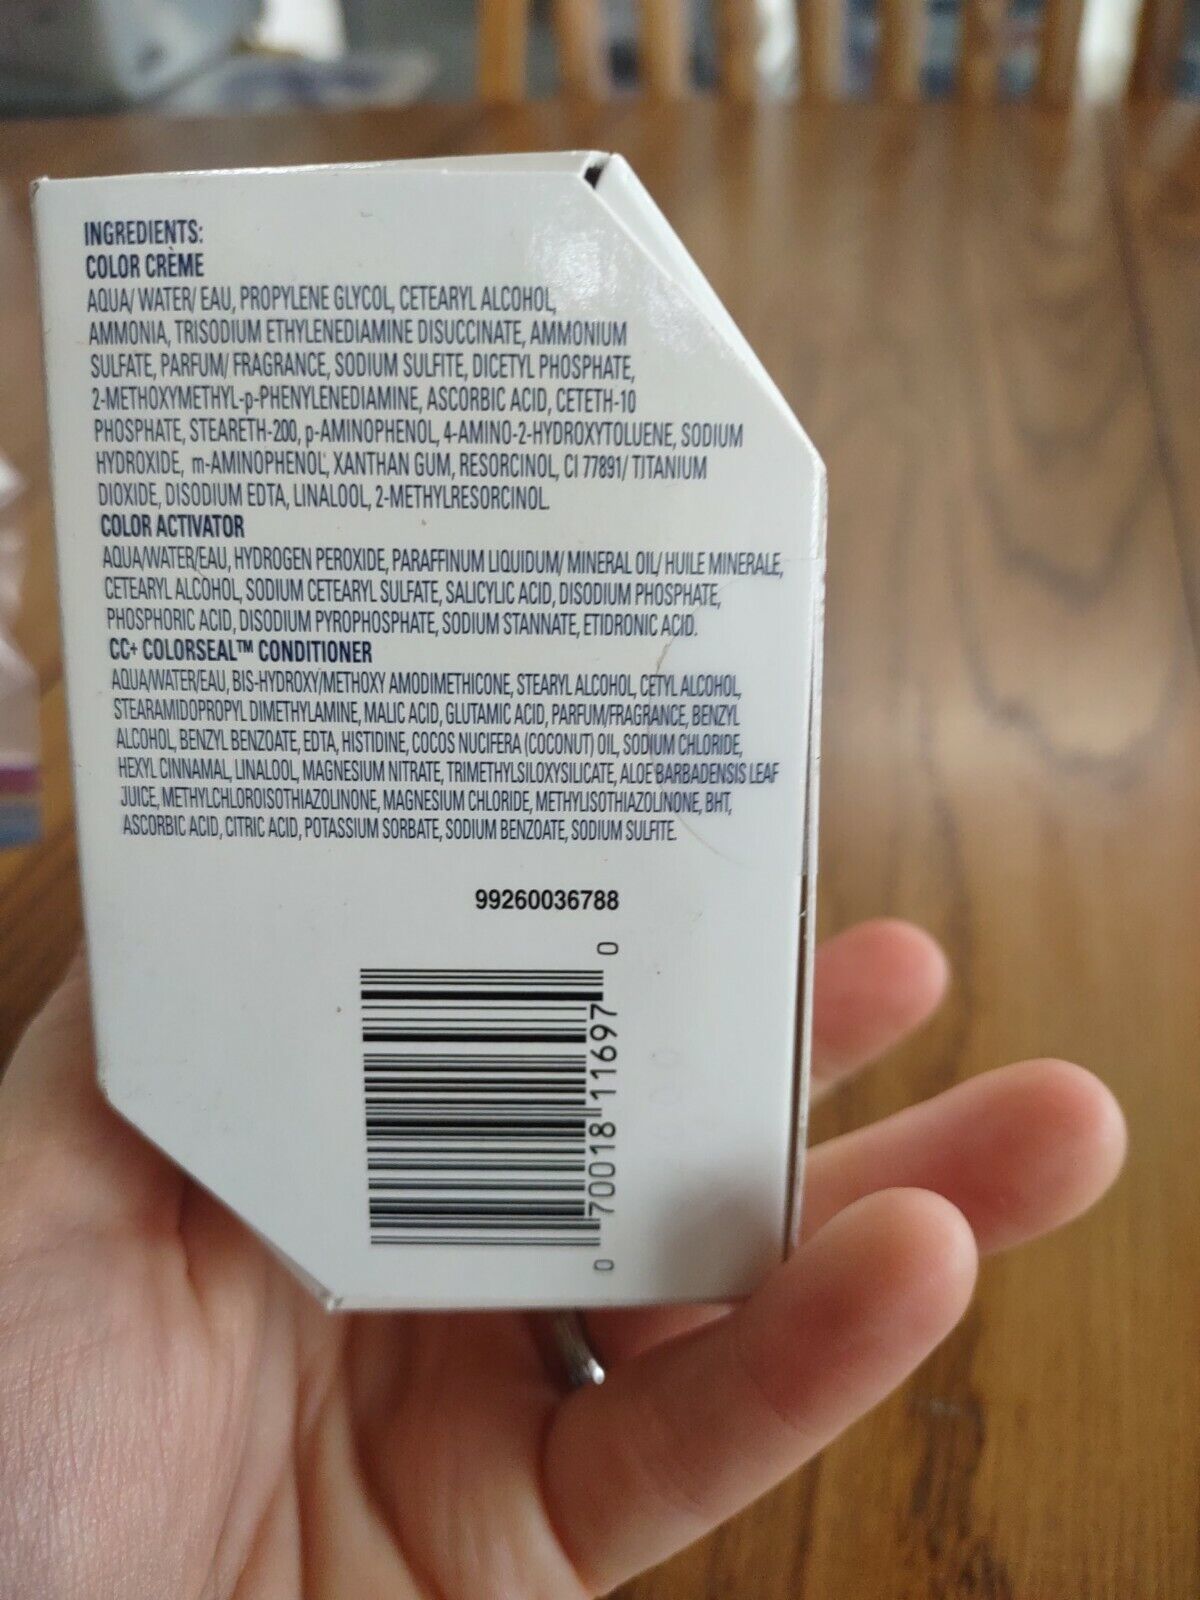 INGREDIENTS:
COLOR CRÈME
AQUA/ WATER/ EAU, PROPYLENE GLYCOL, CETEARYL ALCOHOL,
AMMONIA, TRISODIUM ETHYLENEDIAMINE DISUCCINATE, AMMONIUM
SULFATE, PARFUM/ FRAGRANCE, SODIUM SULFITE, DICETYL PHOSPHATE,
2-METHOXYMETHYL-p-PHENYLENEDIAMINE, ASCORBIC ACID, CETETH-10
PHOSPHATE, STEARETH-200, p-AMINOPHENOL, 4-AMINO-2-HYDROXYTOLUENE, SODIUM
HYDROXIDE, m-AMINOPHENOL, XANTHAN GUM, RESORCINOL, CI 77891/ TITANIUM
DIOXIDE, DISODIUM EDTA, LINALOOL, 2-METHYLRESORCINOL.
COLOR ACTIVATOR
AQUA/WATER/EAU, HYDROGEN PEROXIDE, PARAFFINUM LIQUIDUM/ MINERAL OIL/ HUILE MINERALE,
CETEARYL ALCOHOL, SODIUM CETEARYL SULFATE, SALICYLIC ACID, DISODIUM PHOSPHATE,
PHOSPHORIC ACID, DISODIUM PYROPHOSPHATE, SODIUM STANNATE, ETIDRONIC ACID.
CC+ COLORSEAL™ CONDITIONER
AQUA/WATER/EAU, BIS-HYDROXY/METHOXY AMODIMETHICONE, STEARYL ALCOHOL, CETYL ALCOHOL,
STEARAMIDOPROPYL DIMETHYLAMINE, MALIC ACID, GLUTAMIC ACID, PARFUM/FRAGRANCE, BENZYL
ALCOHOL, BENZYL BENZOATE, EDTA, HISTIDINE, COCOS NUCIFERA (COCONUT) OIL, SODIUM CHLORIDE,
HEXYL CINNAMAL, LINALOOL, MAGNESIUM NITRATE, TRIMETHYLSILOXYSILICATE, ALOE BARBADENSIS LEAF
JUICE, METHYLCHLOROISOTHIAZOLINONE, MAGNESIUM CHLORIDE, METHYLISOTHIAZOLINONE, BHT,
ASCORBIC ACID, CITRIC ACID, POTASSIUM SORBATE, SODIUM BENZOATE, SODIUM SULFITE.
99260036788
0 70018 11697 0